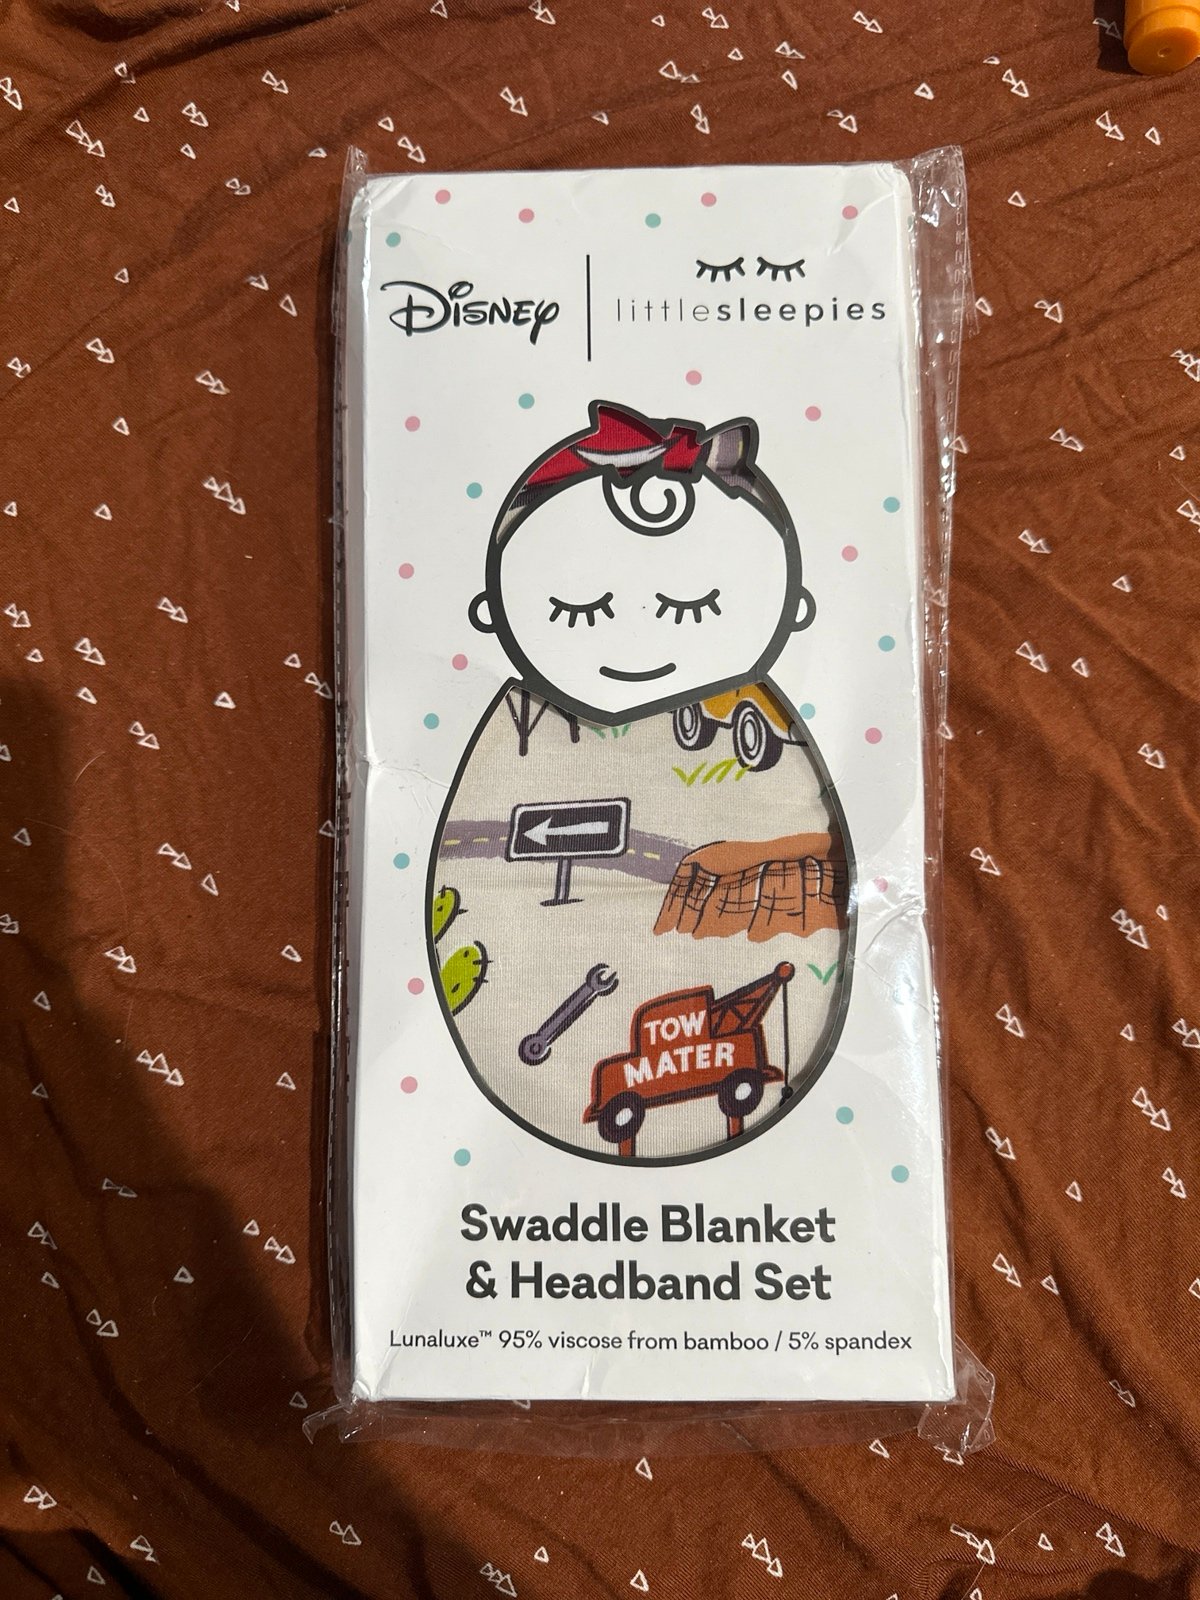 Disney
littlesleepies
TOW
MATER
Swaddle Blanket
& Headband Set
Lunaluxe™ 95% viscose from bamboo / 5% spandex